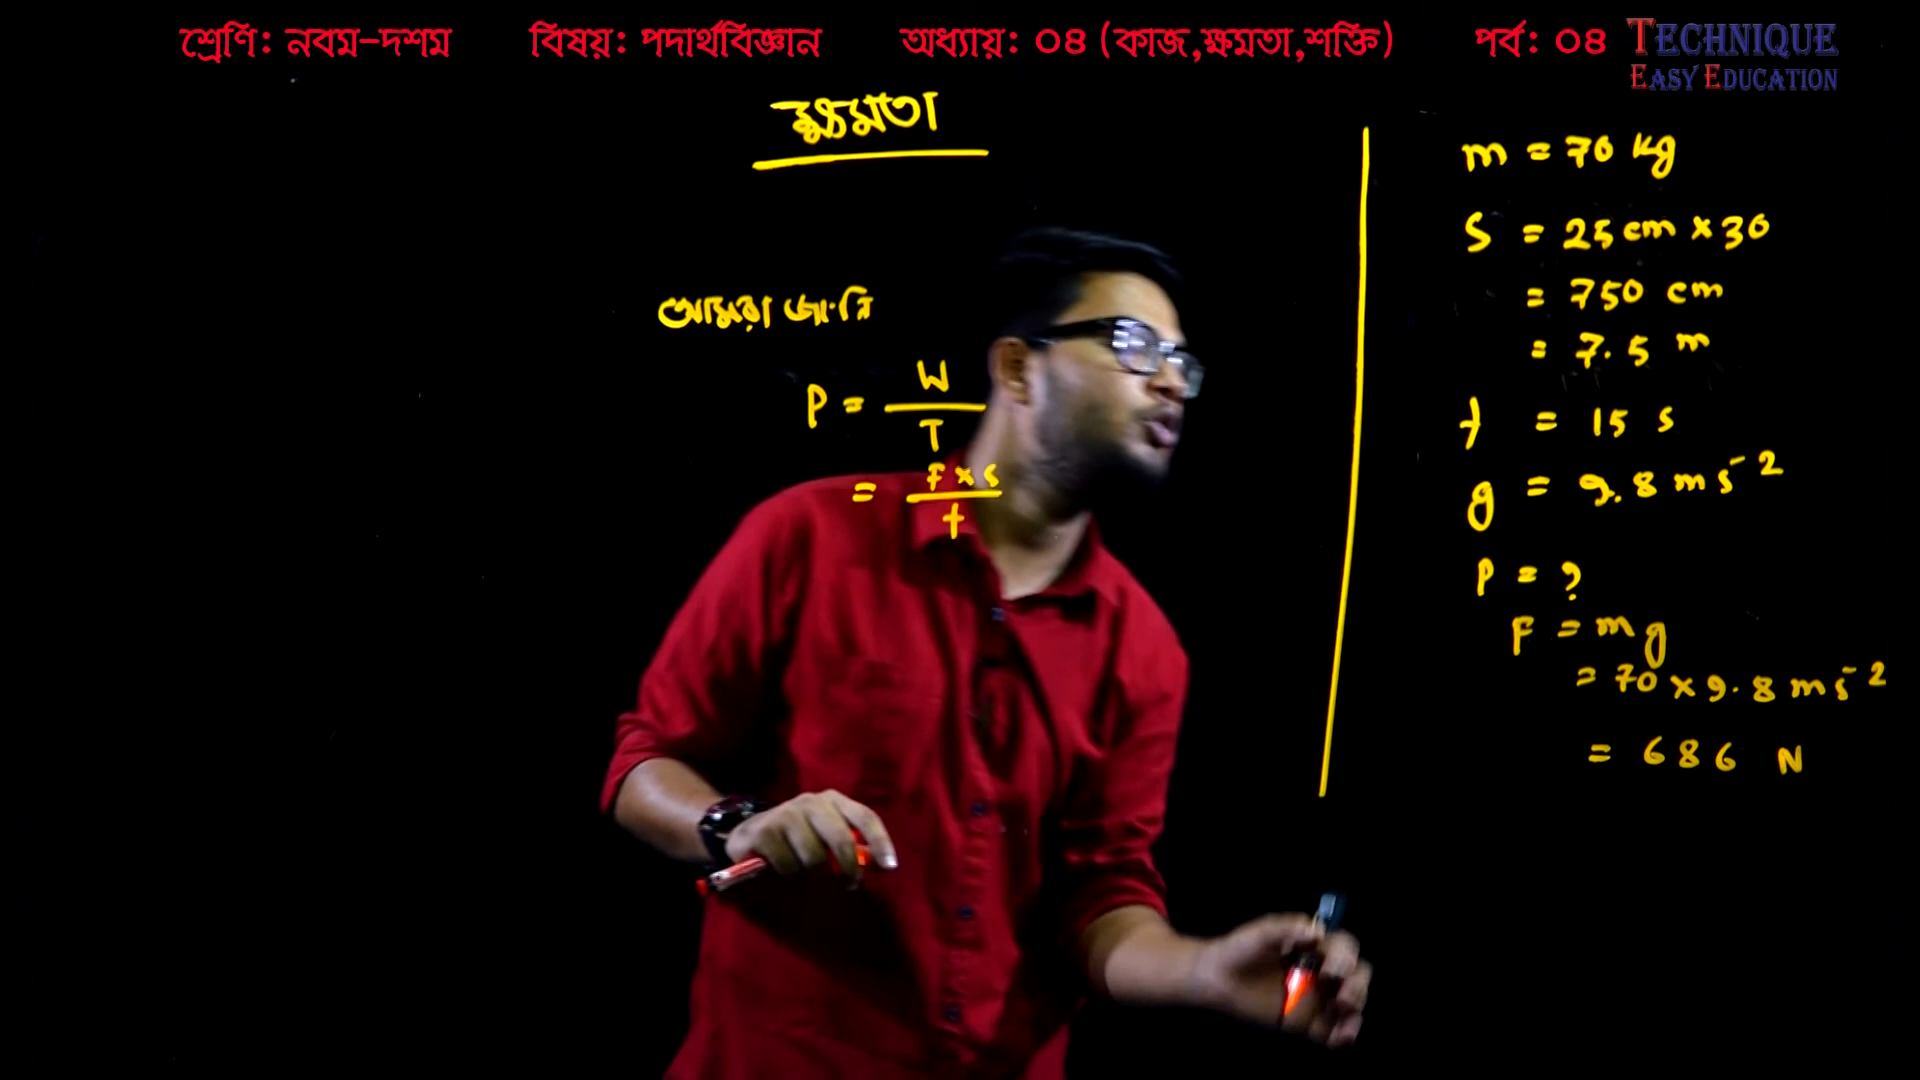 শ্রেণি: নবম-দশম বিষয়: পদার্থবিজ্ঞান অধ্যায়: ০৪ (কাজ,ক্ষমতা,শক্তি) পর্ব: ০৪
TECHNIQUE
EASY EDUCATION
ক্ষমতা
আমরা জানি
P = W / T
= F × s / t
m = 70 kg
S = 25 cm × 30
= 750 cm
= 7.5 m
t = 15 s
g = 9.8 ms⁻²
P = ?
F = mg
= 70 × 9.8 ms⁻²
= 686 N